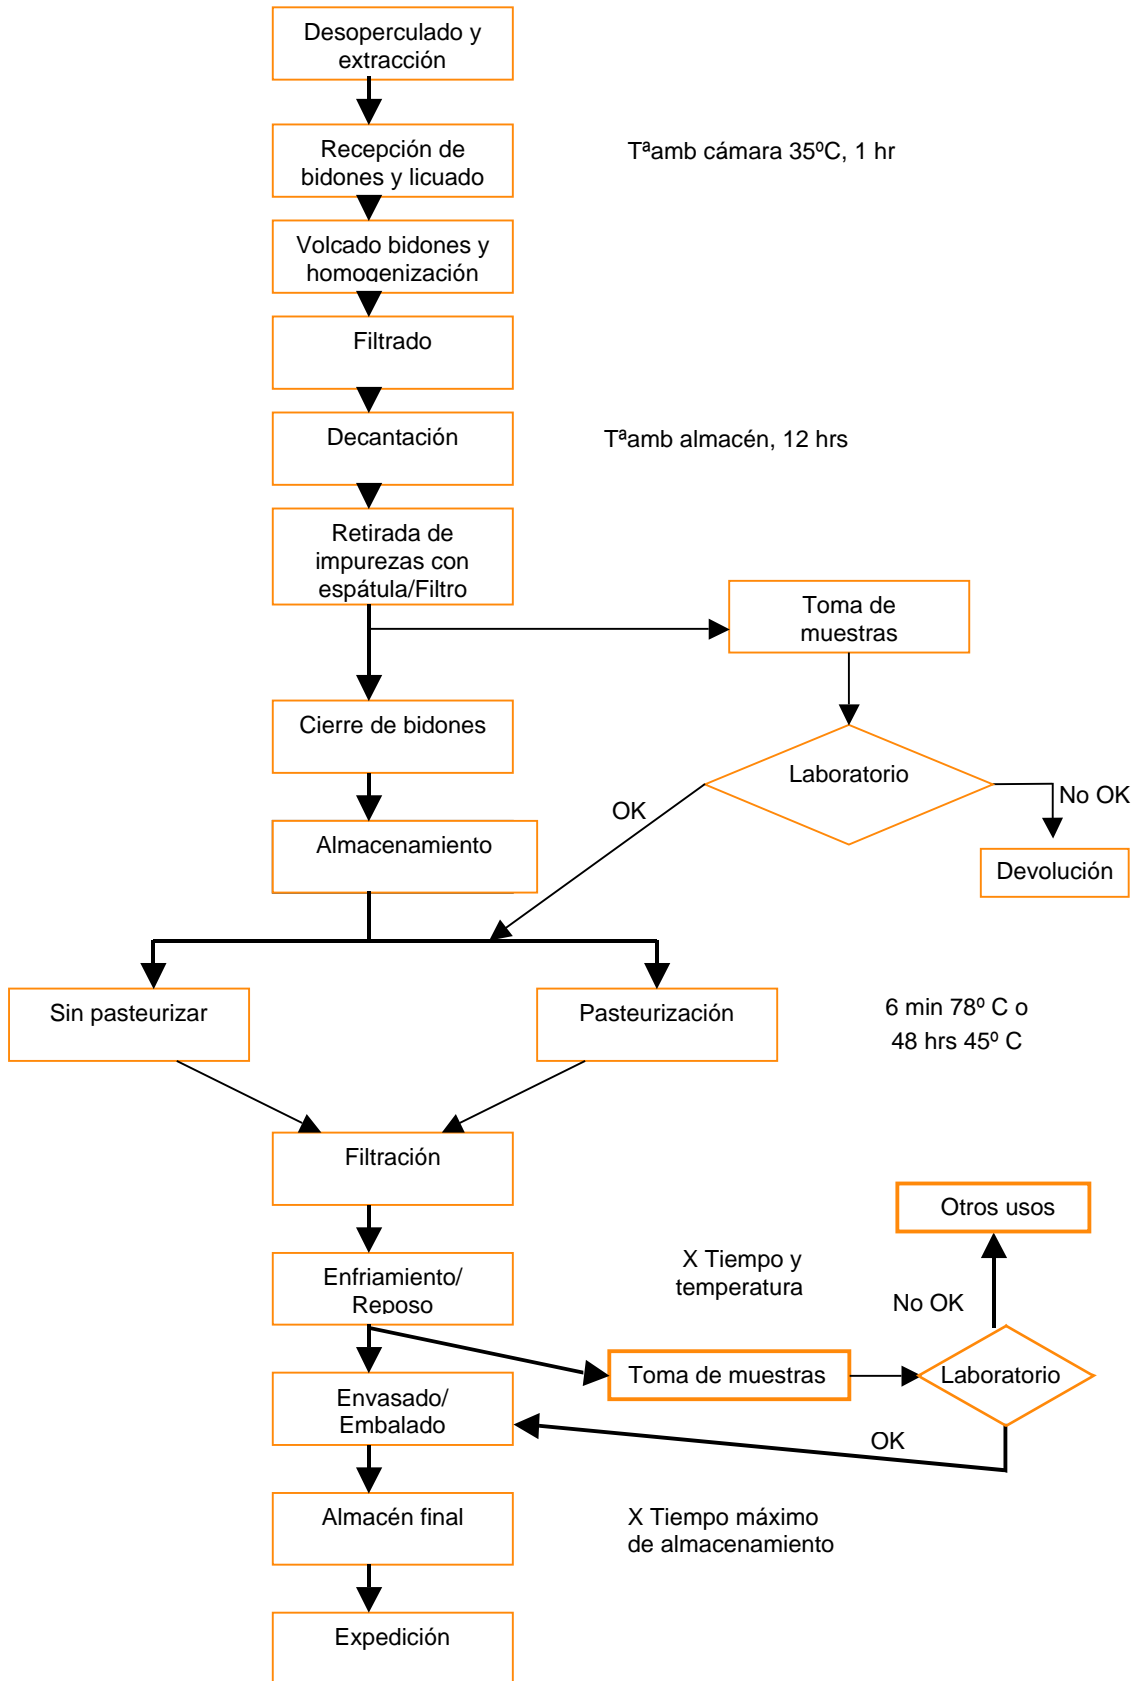 Desoperculado y
extracción
Recepción de
bidones y licuado
Tªamb cámara 35ºC, 1 hr
Volcado bidones y
homogenización
Filtrado
Decantación
Tªamb almacén, 12 hrs
Retirada de
impurezas con
espátula/Filtro
Toma de
muestras
Cierre de bidones
Laboratorio
OK
No OK
Almacenamiento
Devolución
Sin pasteurizar
Pasteurización
6 min 78º C o
48 hrs 45º C
Filtración
Otros usos
Enfriamiento/
Reposo
X Tiempo y
temperatura
No OK
Toma de muestras
Laboratorio
Envasado/
Embalado
OK
Almacén final
X Tiempo máximo
de almacenamiento
Expedición